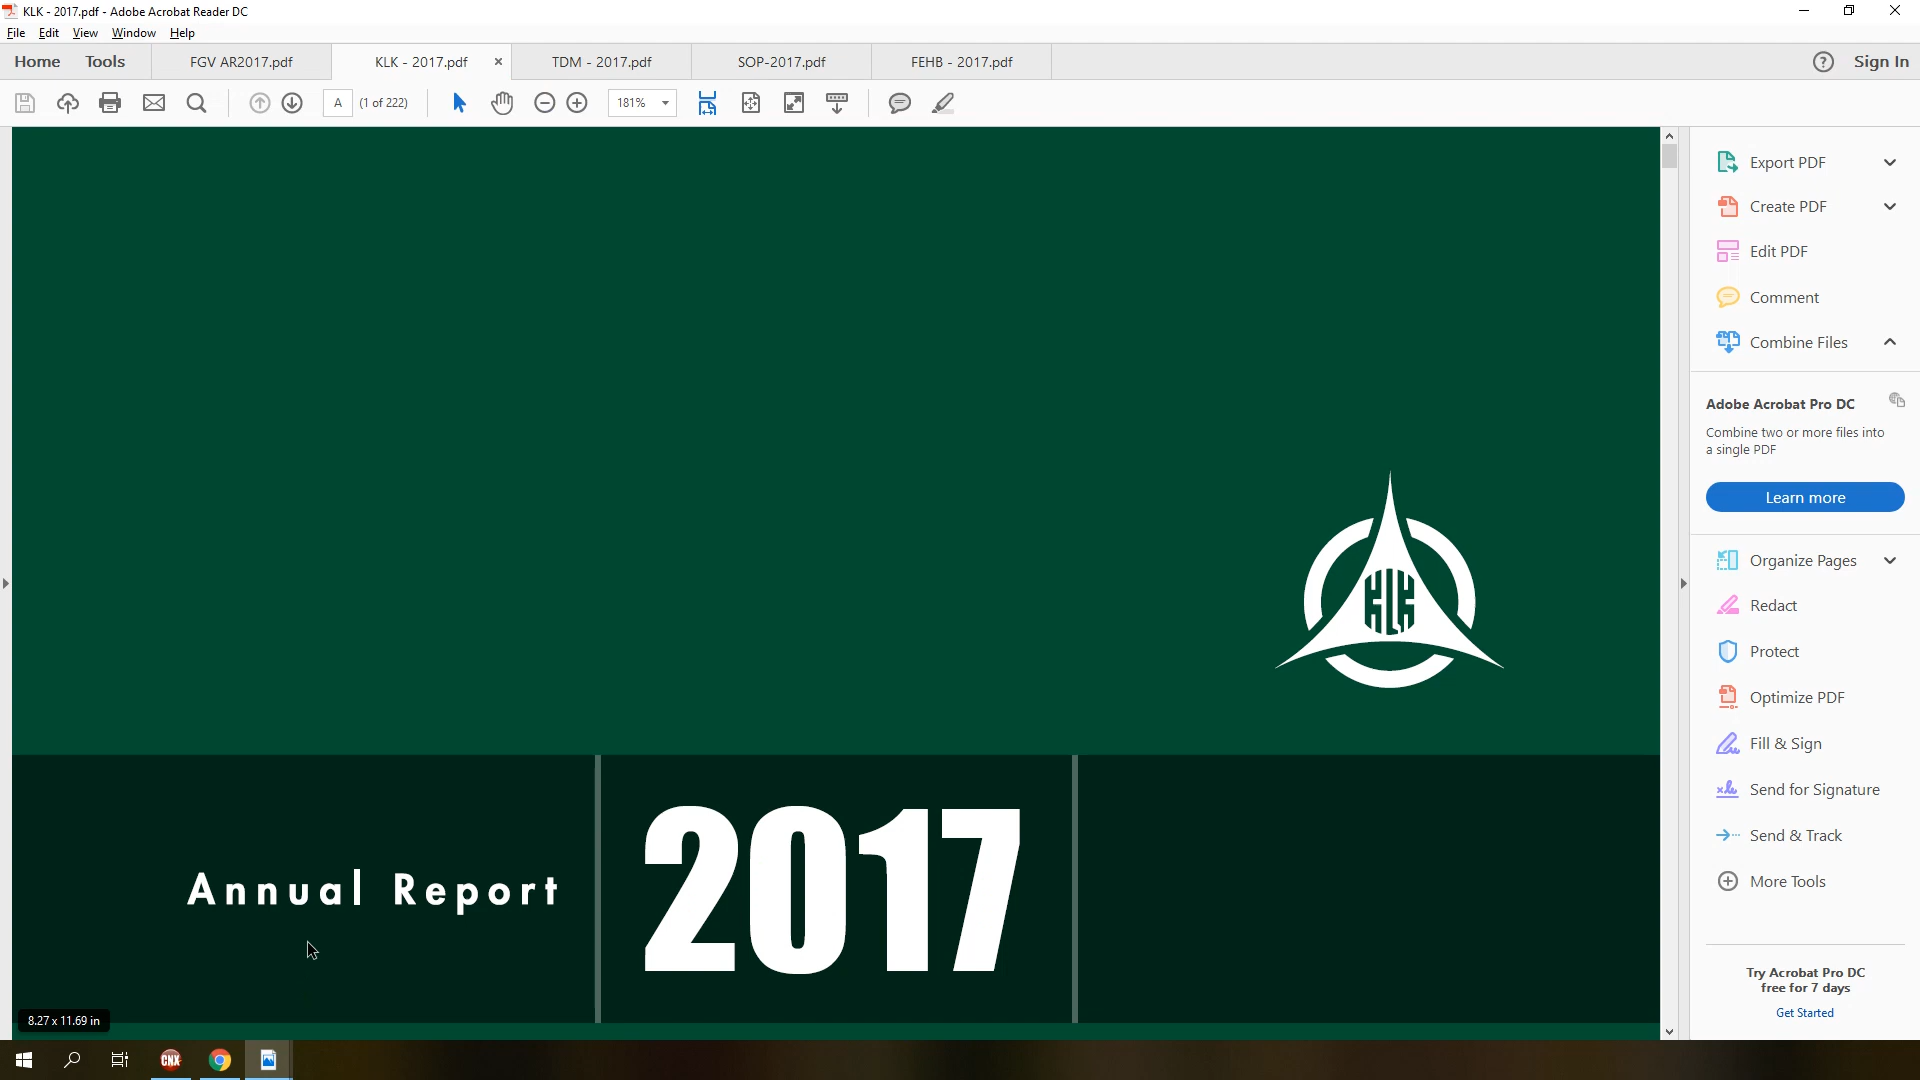 KLK - 2017.pdf - Adobe Acrobat Reader DC
File Edit View Window Help
Home Tools FGV AR2017.pdf KLK - 2017.pdf × TDM - 2017.pdf SOP-2017.pdf FEHB - 2017.pdf ? Sign In
A (1 of 222) 181%
Export PDF
Create PDF
Edit PDF
Comment
Combine Files
Adobe Acrobat Pro DC
Combine two or more files into
a single PDF
Learn more
Organize Pages
Redact
Protect
Optimize PDF
Fill & Sign
Send for Signature
Send & Track
More Tools
Try Acrobat Pro DC
free for 7 days
Get Started
KLK
Annual Report
2017
8.27 x 11.69 in
CNX